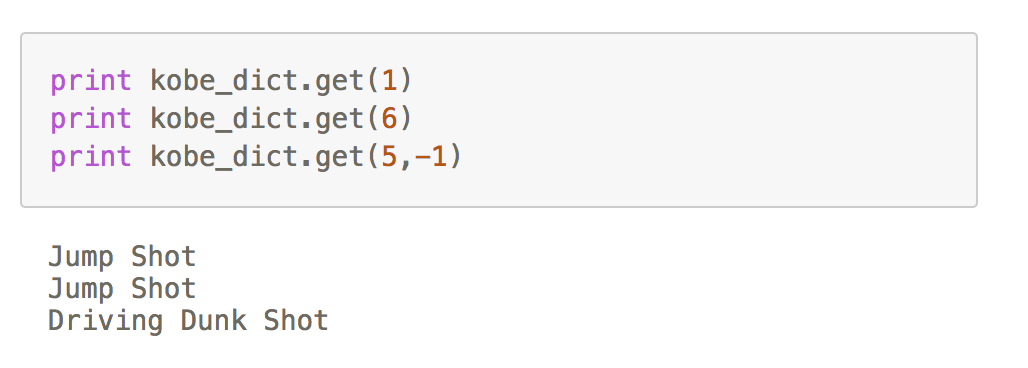 print kobe_dict.get(1)
print kobe_dict.get(6)
print kobe_dict.get(5,-1)
Jump Shot
Jump Shot
Driving Dunk Shot